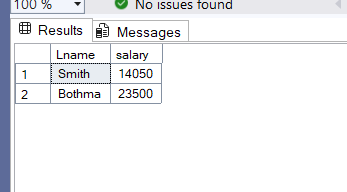 100 % No issues found
Results Messages
Lname salary
1 Smith 14050
2 Bothma 23500